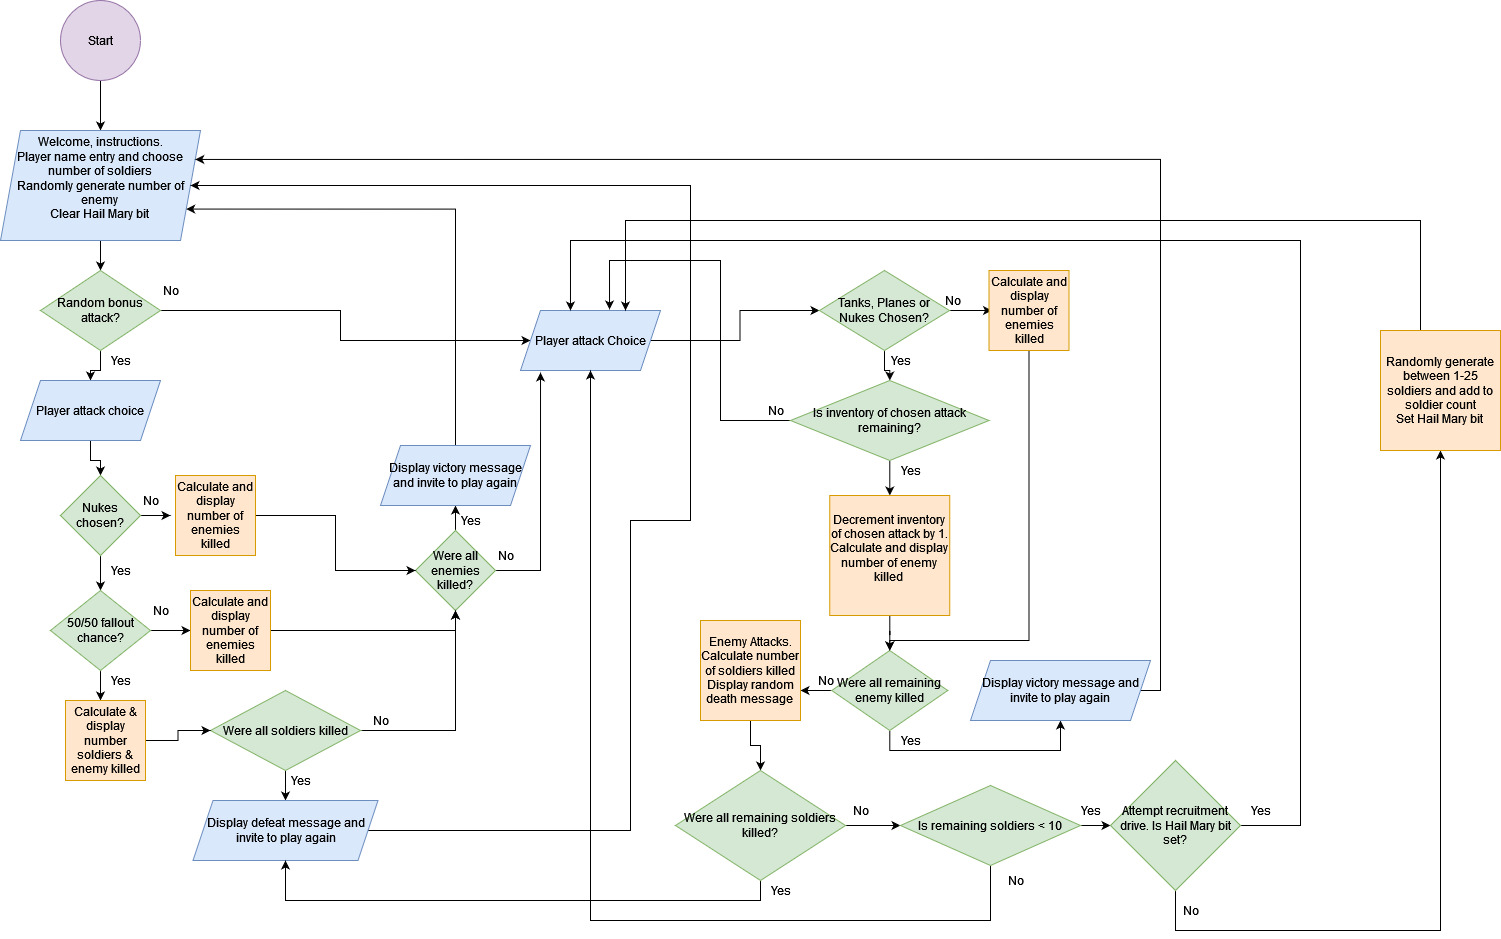 Start
Welcome, instructions.
Player name entry and choose
number of soldiers
Randomly generate number of
enemy
Clear Hail Mary bit
Random bonus
attack?
No
Yes
Player attack choice
Nukes
chosen?
No
Calculate and
display
number of
enemies
killed
Yes
50/50 fallout
chance?
No
Calculate and
display
number of
enemies
killed
Yes
Calculate &
display
number
soldiers &
enemy killed
Were all soldiers killed
No
Yes
Display defeat message and
invite to play again
Display victory message
and invite to play again
Yes
Were all
enemies
killed?
No
Player attack Choice
Tanks, Planes or
Nukes Chosen?
No
Calculate and
display
number of
enemies
killed
Yes
Is inventory of chosen attack
remaining?
No
Yes
Decrement inventory
of chosen attack by 1.
Calculate and display
number of enemy
killed
Were all remaining
enemy killed
No
Yes
Enemy Attacks.
Calculate number
of soldiers killed
Display random
death message
Display victory message and
invite to play again
Were all remaining soldiers
killed?
No
Yes
Is remaining soldiers < 10
Yes
No
Attempt recruitment
drive. Is Hail Mary bit
set?
Yes
No
Randomly generate
between 1-25
soldiers and add to
soldier count
Set Hail Mary bit